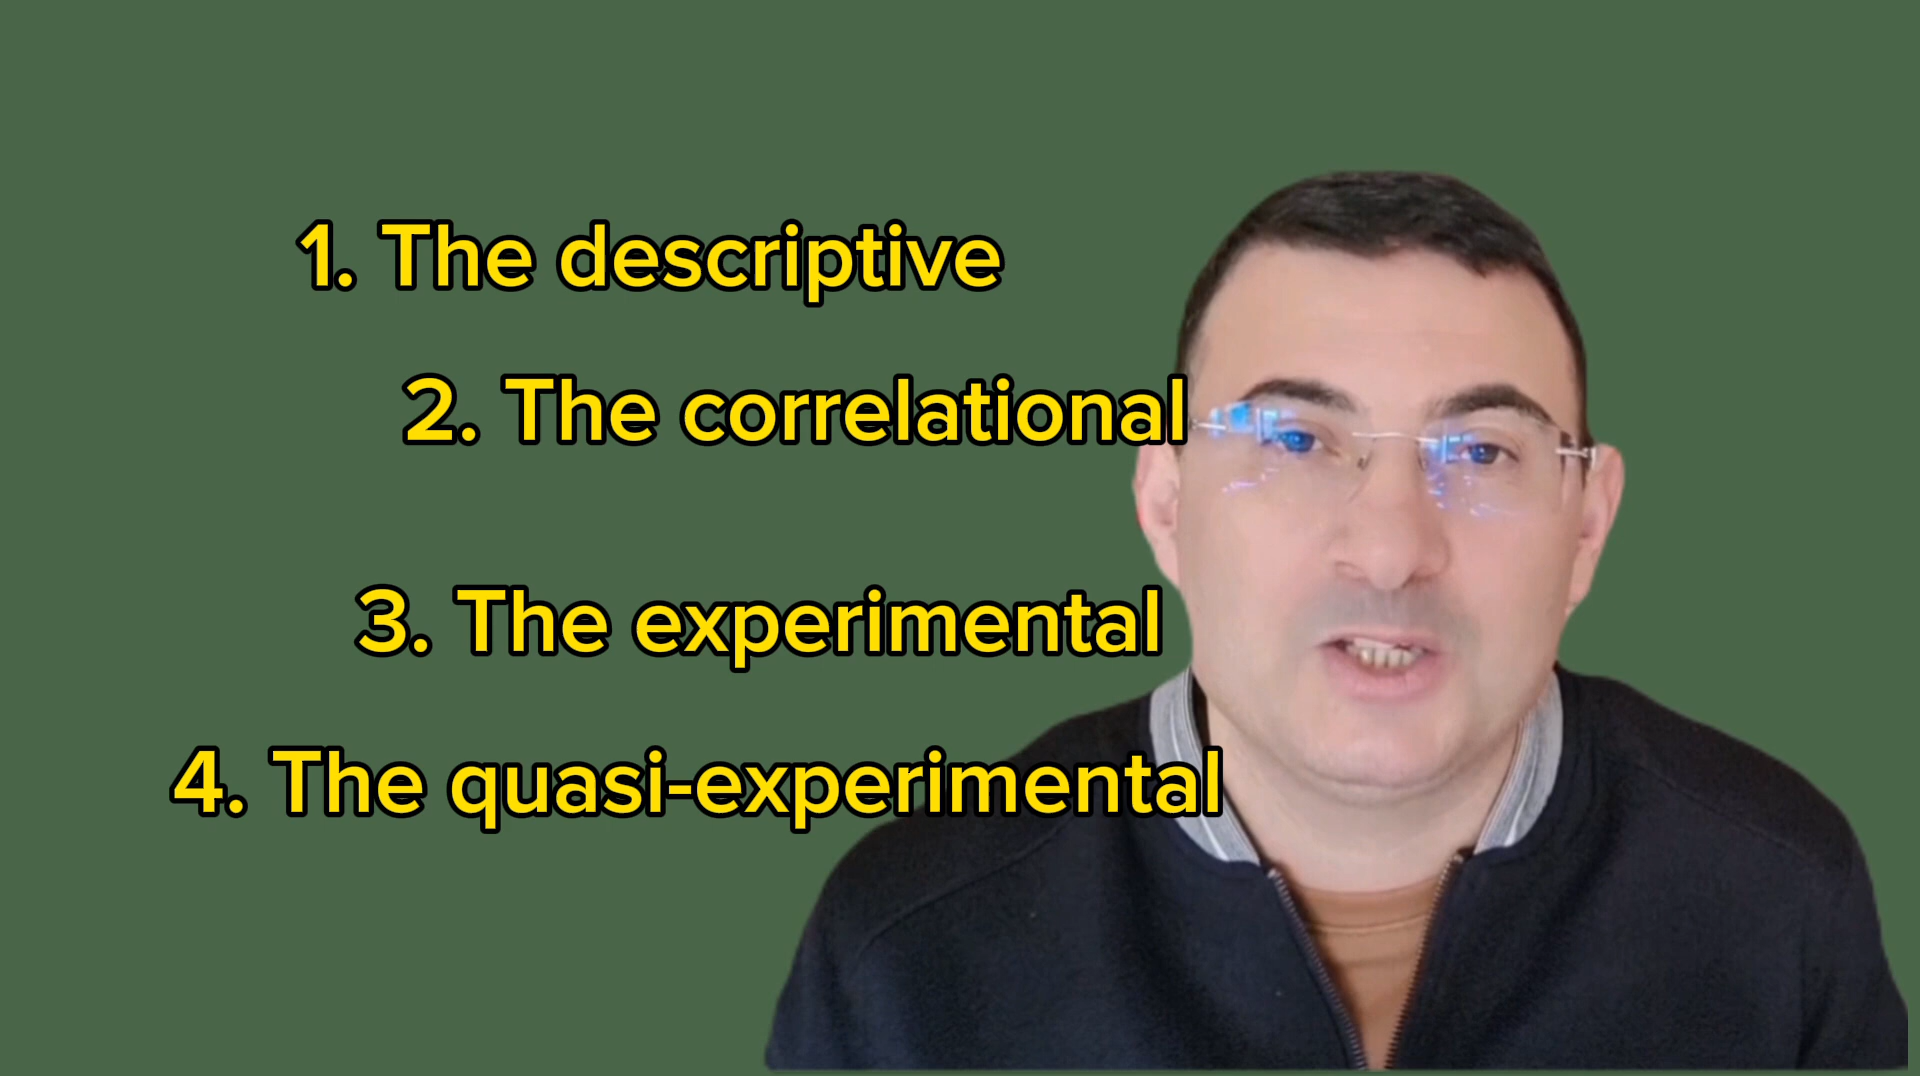 1. The descriptive
2. The correlational
3. The experimental
4. The quasi-experimental